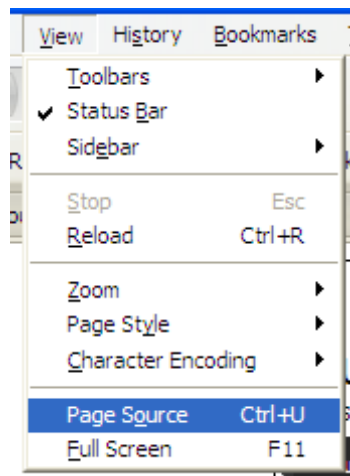 View History Bookmarks
Toolbars
Status Bar
Sidebar
Stop Esc
Reload Ctrl+R
Zoom
Page Style
Character Encoding
Page Source Ctrl+U
Full Screen F11